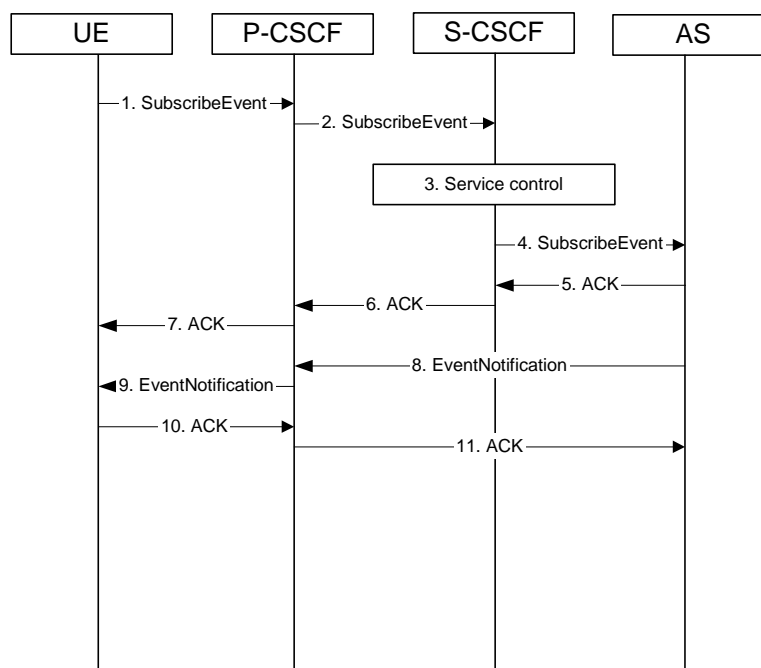 UE
P-CSCF
S-CSCF
AS
1. SubscribeEvent
2. SubscribeEvent
3. Service control
4. SubscribeEvent
5. ACK
6. ACK
7. ACK
8. EventNotification
9. EventNotification
10. ACK
11. ACK